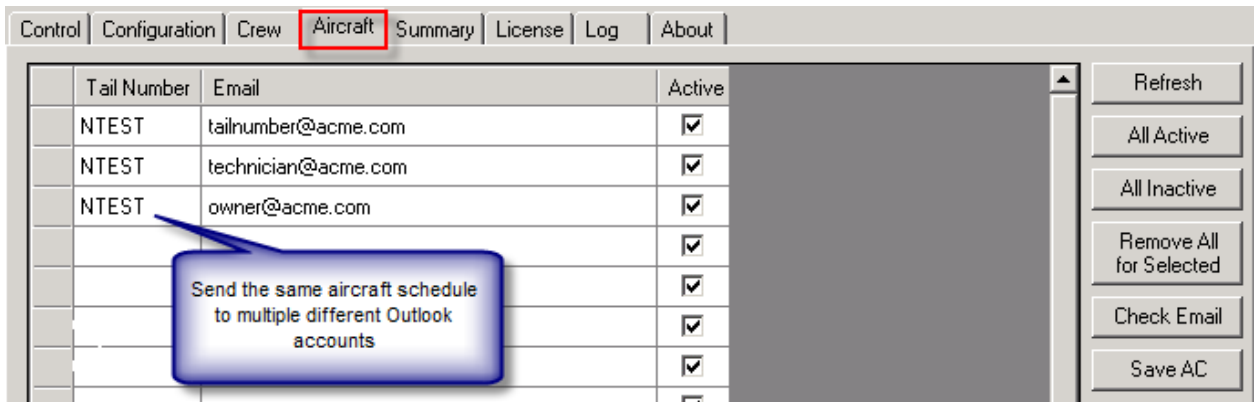 Control Configuration Crew Aircraft Summary License Log About
Tail Number Email Active
NTEST tailnumber@acme.com
NTEST technician@acme.com
NTEST owner@acme.com
Send the same aircraft schedule
to multiple different Outlook
accounts
Refresh
All Active
All Inactive
Remove All
for Selected
Check Email
Save AC